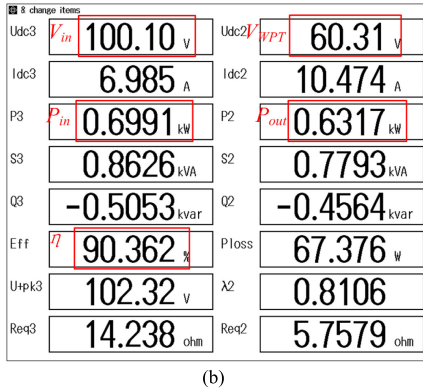 8 change items
Udc3 Vin 100.10 V Udc2 VWPT 60.31 V
Idc3 6.985 A Idc2 10.474 A
P3 Pin 0.6991 kW P2 Pout 0.6317 kW
S3 0.8626 kVA S2 0.7793 kVA
Q3 -0.5053 kvar Q2 -0.4564 kvar
Eff η 90.362 % Ploss 67.376 W
U+pk3 102.32 V λ2 0.8106
Req3 14.238 ohm Req2 5.7579 ohm
(b)